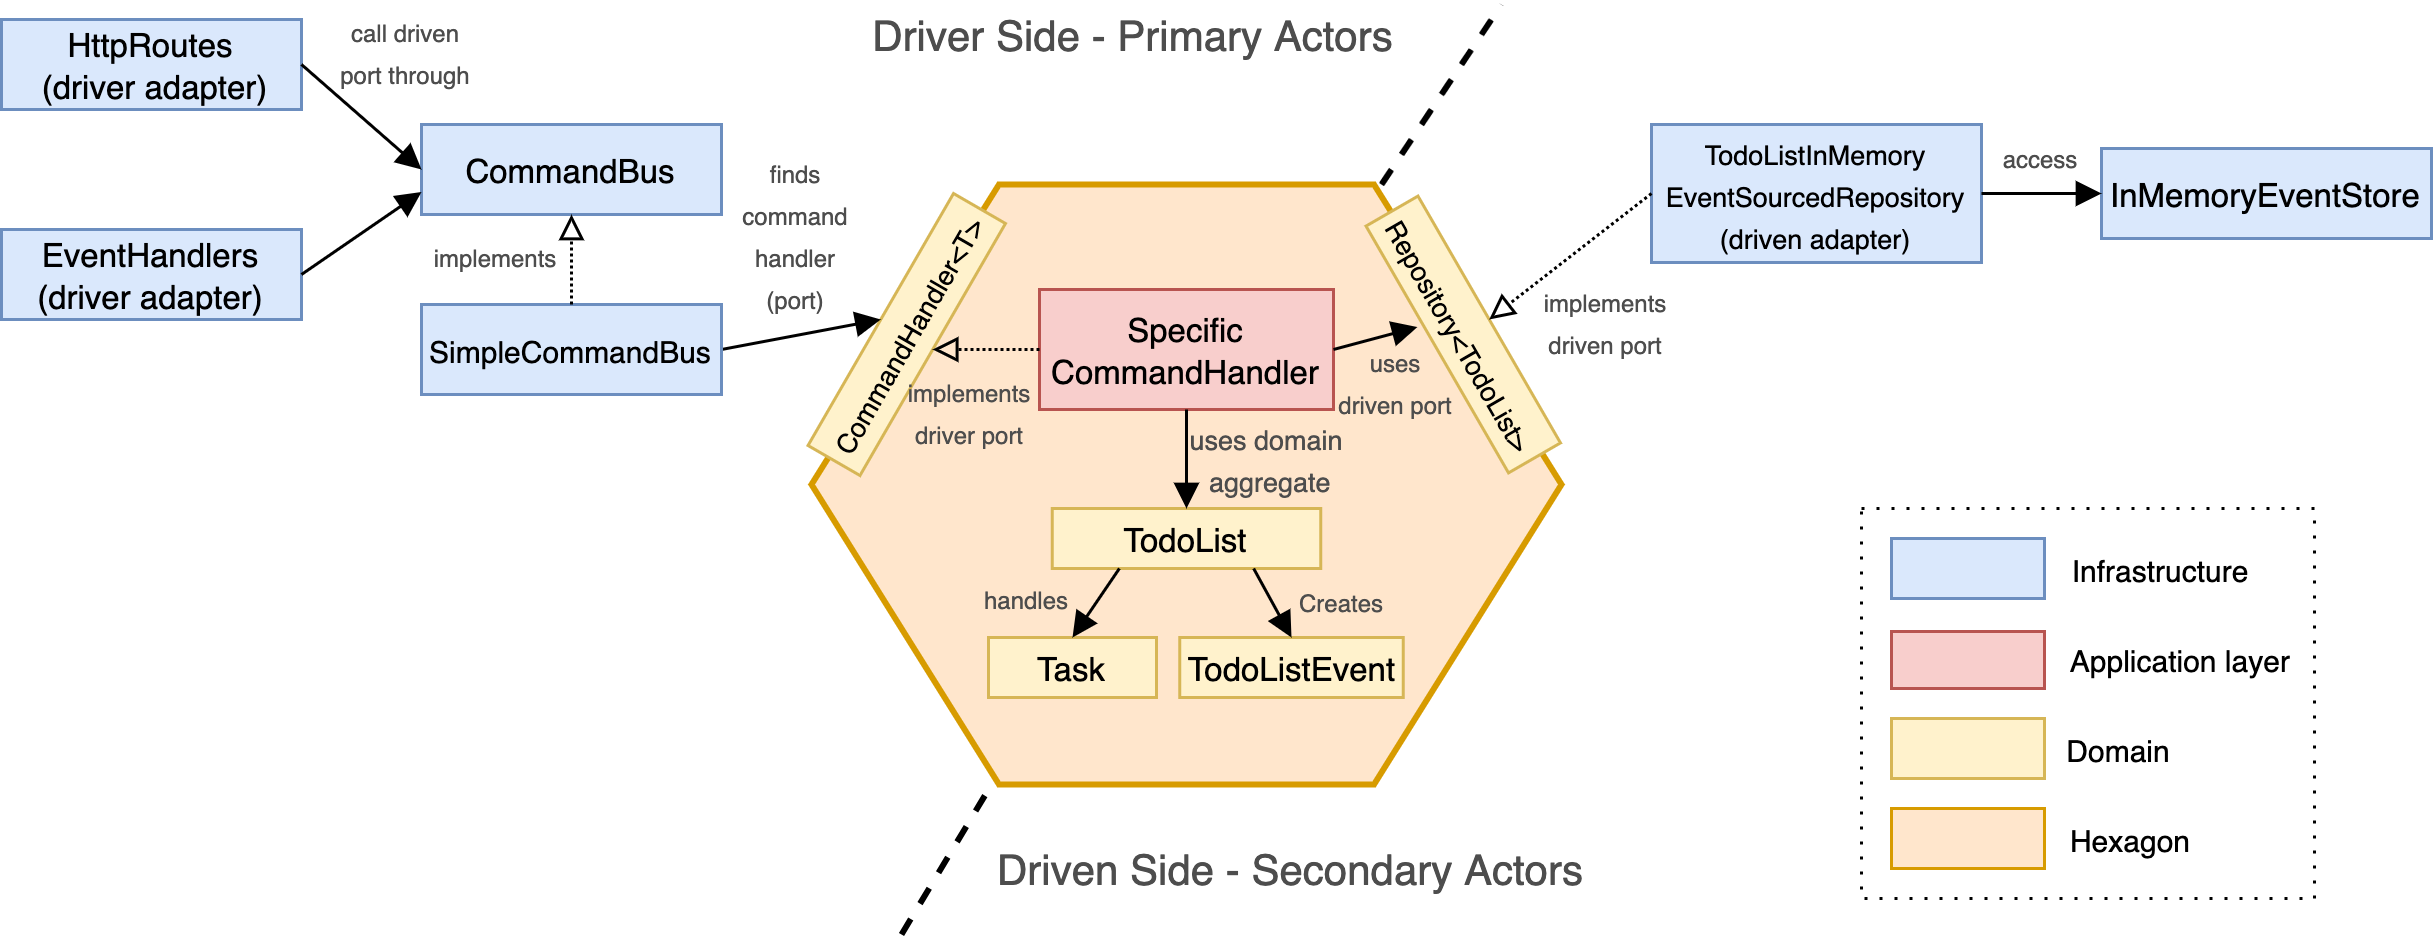 Driver Side - Primary Actors
HttpRoutes
(driver adapter)
call driven
port through
CommandBus
EventHandlers
(driver adapter)
implements
SimpleCommandBus
finds
command
handler
(port)
CommandHandler<T>
implements
driver port
Specific
CommandHandler
uses
driven port
Repository<TodoList>
implements
driven port
TodoListInMemory
EventSourcedRepository
(driven adapter)
access
InMemoryEventStore
uses domain
aggregate
TodoList
handles
Creates
Task
TodoListEvent
Driven Side - Secondary Actors
Infrastructure
Application layer
Domain
Hexagon